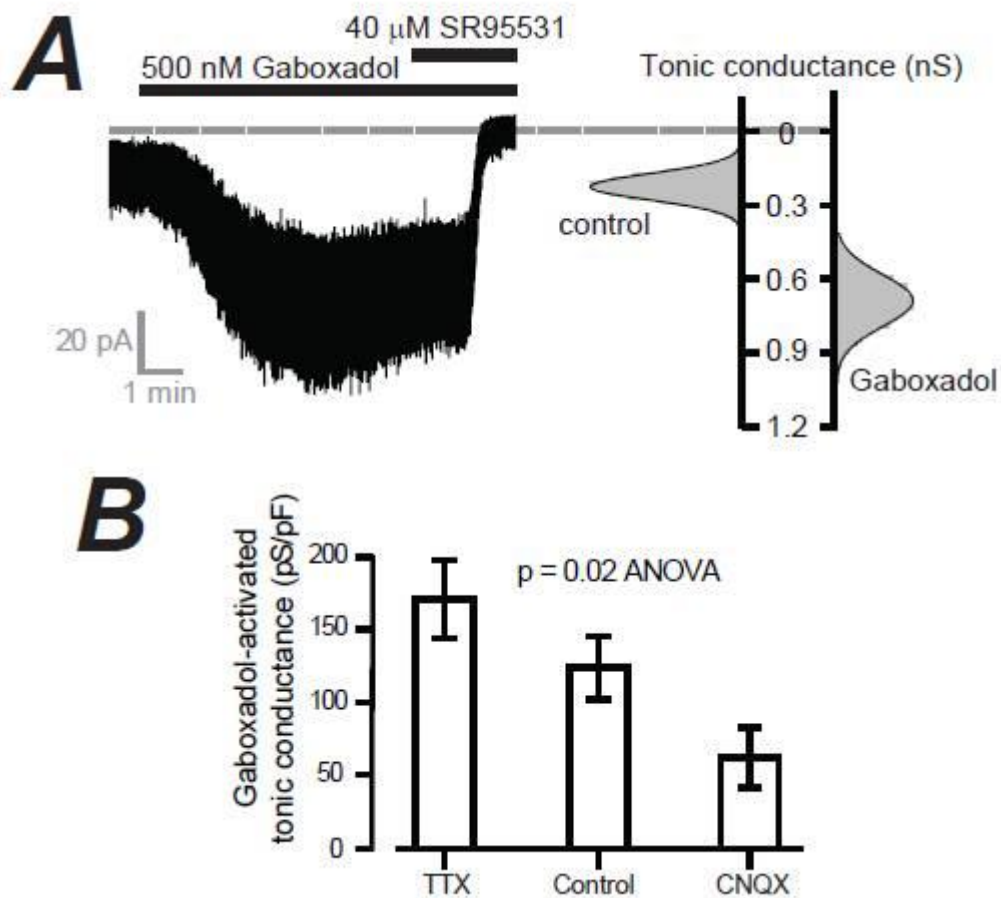 A
40 μM SR95531
500 nM Gaboxadol
Tonic conductance (nS)
0
control
0.3
0.6
20 pA
0.9
1 min
Gaboxadol
1.2
B
Gaboxadol-activated
tonic conductance (pS/pF)
200
p = 0.02 ANOVA
150
100
50
0
TTX Control CNQX